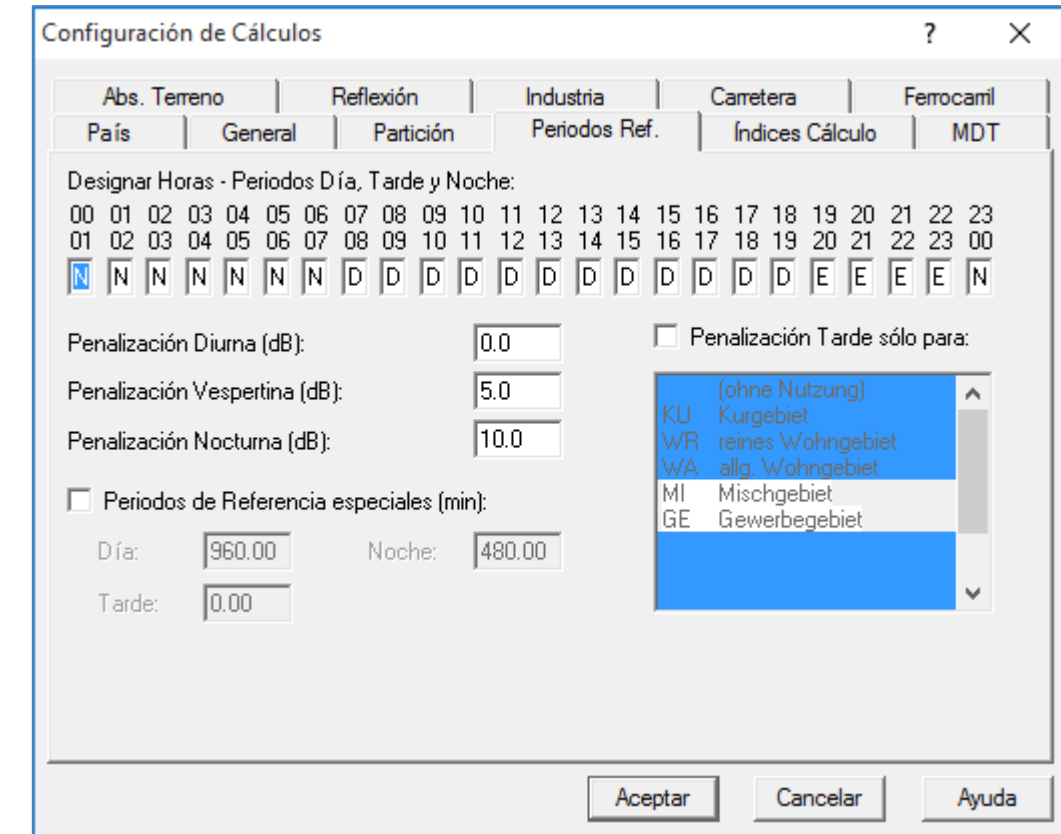 Configuración de Cálculos ? ✕
Abs. Terreno Reflexión Industria Carretera Ferrocarril
País General Partición Periodos Ref. Índices Cálculo MDT
Designar Horas - Periodos Día, Tarde y Noche:
00 01 02 03 04 05 06 07 08 09 10 11 12 13 14 15 16 17 18 19 20 21 22 23
01 02 03 04 05 06 07 08 09 10 11 12 13 14 15 16 17 18 19 20 21 22 23 00
N N N N N N N D D D D D D D D D D D D E E E E N
Penalización Diurna (dB): 0.0 Penalización Tarde sólo para:
Penalización Vespertina (dB): 5.0
Penalización Nocturna (dB): 10.0
(ohne Nutzung)
KU Kurgebiet
WR reines Wohngebiet
WA allg. Wohngebiet
MI Mischgebiet
GE Gewerbegebiet
Periodos de Referencia especiales (min):
Día: 960.00 Noche: 480.00
Tarde: 0.00
Aceptar Cancelar Ayuda